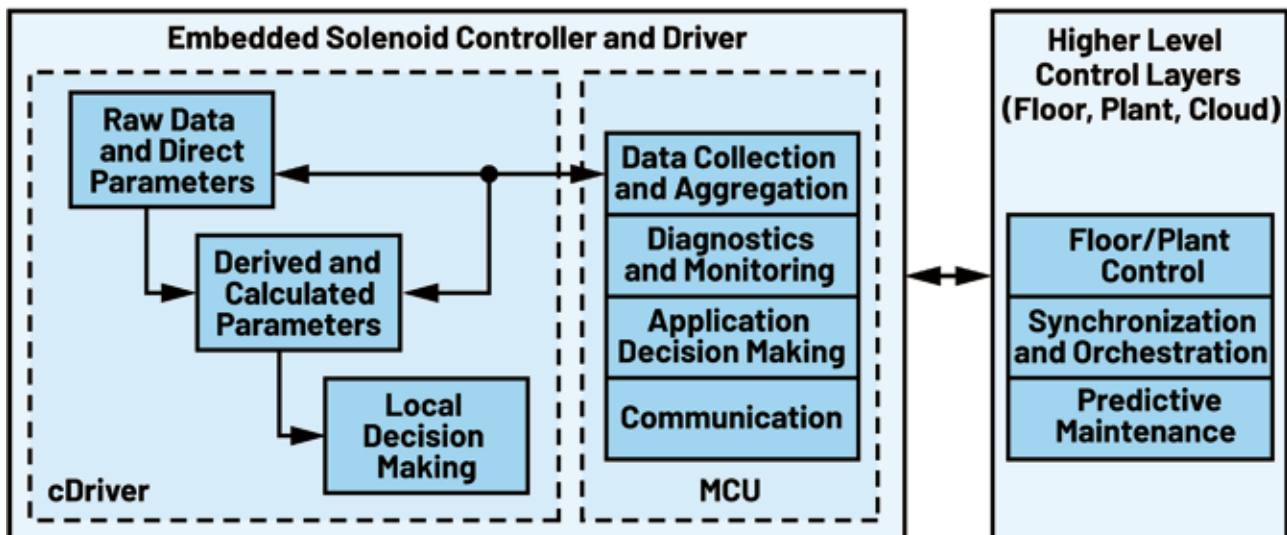 Embedded Solenoid Controller and Driver
Raw Data
and Direct
Parameters
Derived and
Calculated
Parameters
Local
Decision
Making
cDriver
Data Collection
and Aggregation
Diagnostics
and Monitoring
Application
Decision Making
Communication
MCU
Higher Level
Control Layers
(Floor, Plant, Cloud)
Floor/Plant
Control
Synchronization
and Orchestration
Predictive
Maintenance